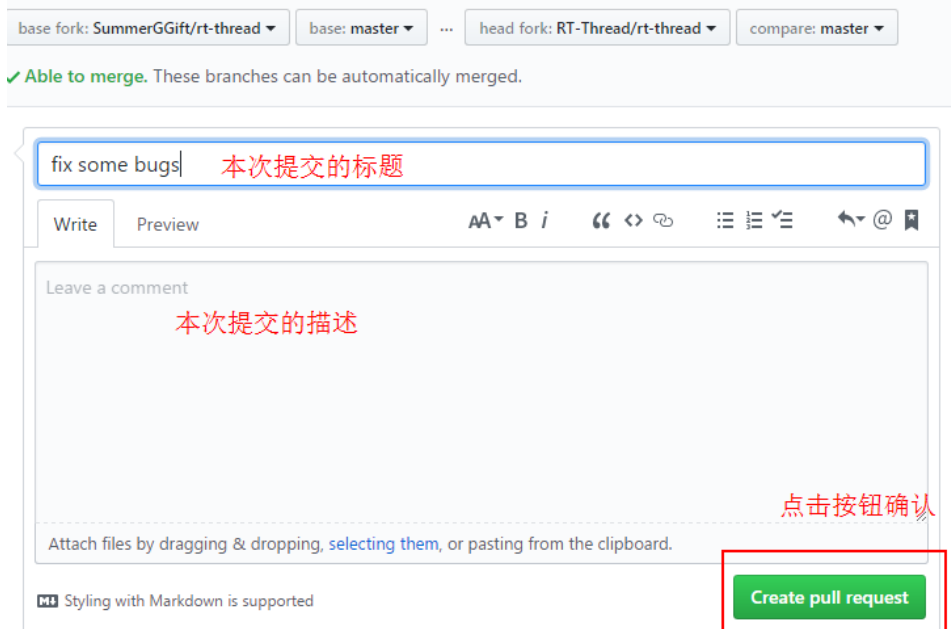 base fork: SummerGGift/rt-thread base: master ... head fork: RT-Thread/rt-thread compare: master
Able to merge. These branches can be automatically merged.
fix some bugs 本次提交的标题
Write Preview AA B i
Leave a comment
本次提交的描述
点击按钮确认
Attach files by dragging & dropping, selecting them, or pasting from the clipboard.
Styling with Markdown is supported Create pull request